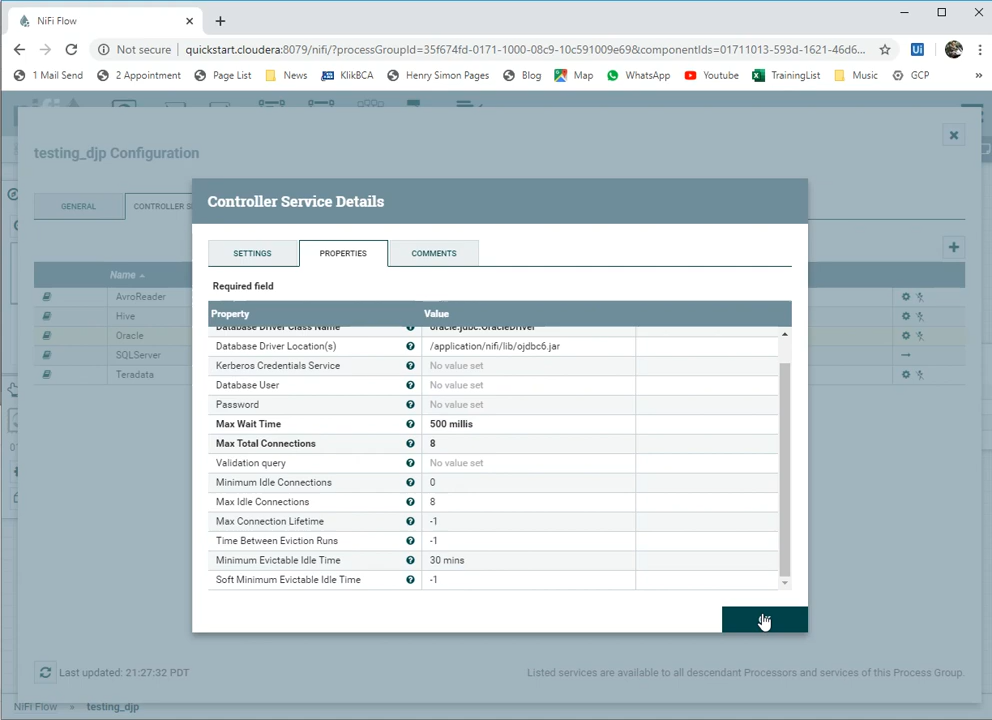 NiFi Flow
Not secure
quickstart.cloudera:8079/nifi/?processGroupId=35f674fd-0171-1000-08c9-10c591009e69&componentIds=01711013-593d-1621-46d6...
Ui
1 Mail Send
2 Appointment
Page List
News
KlikBCA
Henry Simon Pages
Blog
Map
WhatsApp
Youtube
TrainingList
Music
GCP
»
testing_djp Configuration
GENERAL
CONTROLLER S
Name
AvroReader
Hive
Oracle
SQLServer
Teradata
Controller Service Details
SETTINGS
PROPERTIES
COMMENTS
Required field
Property Value
Database Driver Class Name oracle.jdbc.OracleDriver
Database Driver Location(s) /application/nifi/lib/ojdbc6.jar
Kerberos Credentials Service No value set
Database User No value set
Password No value set
Max Wait Time 500 millis
Max Total Connections 8
Validation query No value set
Minimum Idle Connections 0
Max Idle Connections 8
Max Connection Lifetime -1
Time Between Eviction Runs -1
Minimum Evictable Idle Time 30 mins
Soft Minimum Evictable Idle Time -1
Last updated: 21:27:32 PDT
Listed services are available to all descendant Processors and services of this Process Group.
NiFi Flow » testing_djp